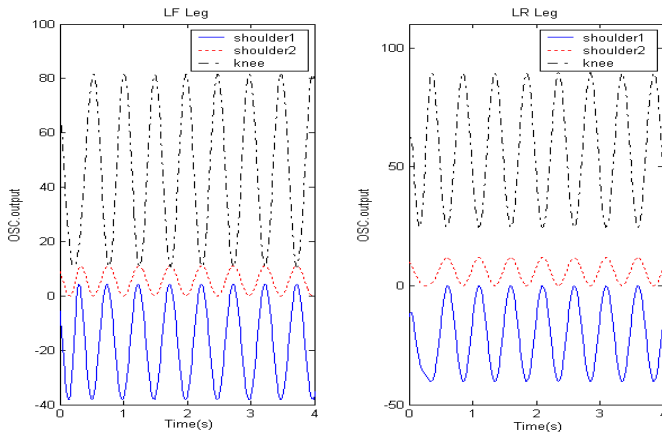 LF Leg
shoulder1
shoulder2
knee
100
80
60
40
20
0
-20
-40
OSC.output
0
1
2
3
4
Time(s)
LR Leg
shoulder1
shoulder2
knee
100
50
0
-50
OSC.output
0
1
2
3
4
Time(s)